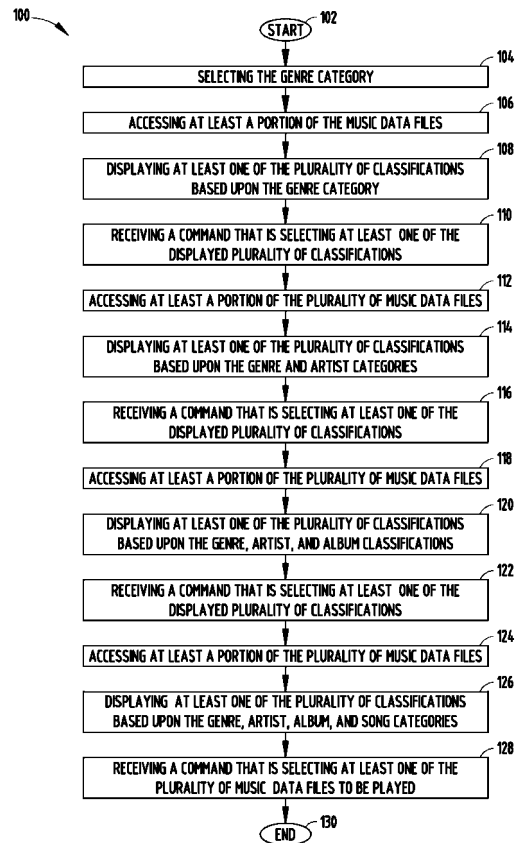 100
START
102
104
SELECTING THE GENRE CATEGORY
106
ACCESSING AT LEAST A PORTION OF THE MUSIC DATA FILES
108
DISPLAYING AT LEAST ONE OF THE PLURALITY OF CLASSIFICATIONS
BASED UPON THE GENRE CATEGORY
110
RECEIVING A COMMAND THAT IS SELECTING AT LEAST ONE OF THE
DISPLAYED PLURALITY OF CLASSIFICATIONS
112
ACCESSING AT LEAST A PORTION OF THE PLURALITY OF MUSIC DATA FILES
114
DISPLAYING AT LEAST ONE OF THE PLURALITY OF CLASSIFICATIONS
BASED UPON THE GENRE AND ARTIST CATEGORIES
116
RECEIVING A COMMAND THAT IS SELECTING AT LEAST ONE OF THE
DISPLAYED PLURALITY OF CLASSIFICATIONS
118
ACCESSING AT LEAST A PORTION OF THE PLURALITY OF MUSIC DATA FILES
120
DISPLAYING AT LEAST ONE OF THE PLURALITY OF CLASSIFICATIONS
BASED UPON THE GENRE, ARTIST, AND ALBUM CLASSIFICATIONS
122
RECEIVING A COMMAND THAT IS SELECTING AT LEAST ONE OF THE
DISPLAYED PLURALITY OF CLASSIFICATIONS
124
ACCESSING AT LEAST A PORTION OF THE PLURALITY OF MUSIC DATA FILES
126
DISPLAYING AT LEAST ONE OF THE PLURALITY OF CLASSIFICATIONS
BASED UPON THE GENRE, ARTIST, ALBUM, AND SONG CATEGORIES
128
RECEIVING A COMMAND THAT IS SELECTING AT LEAST ONE OF THE
PLURALITY OF MUSIC DATA FILES TO BE PLAYED
END
130